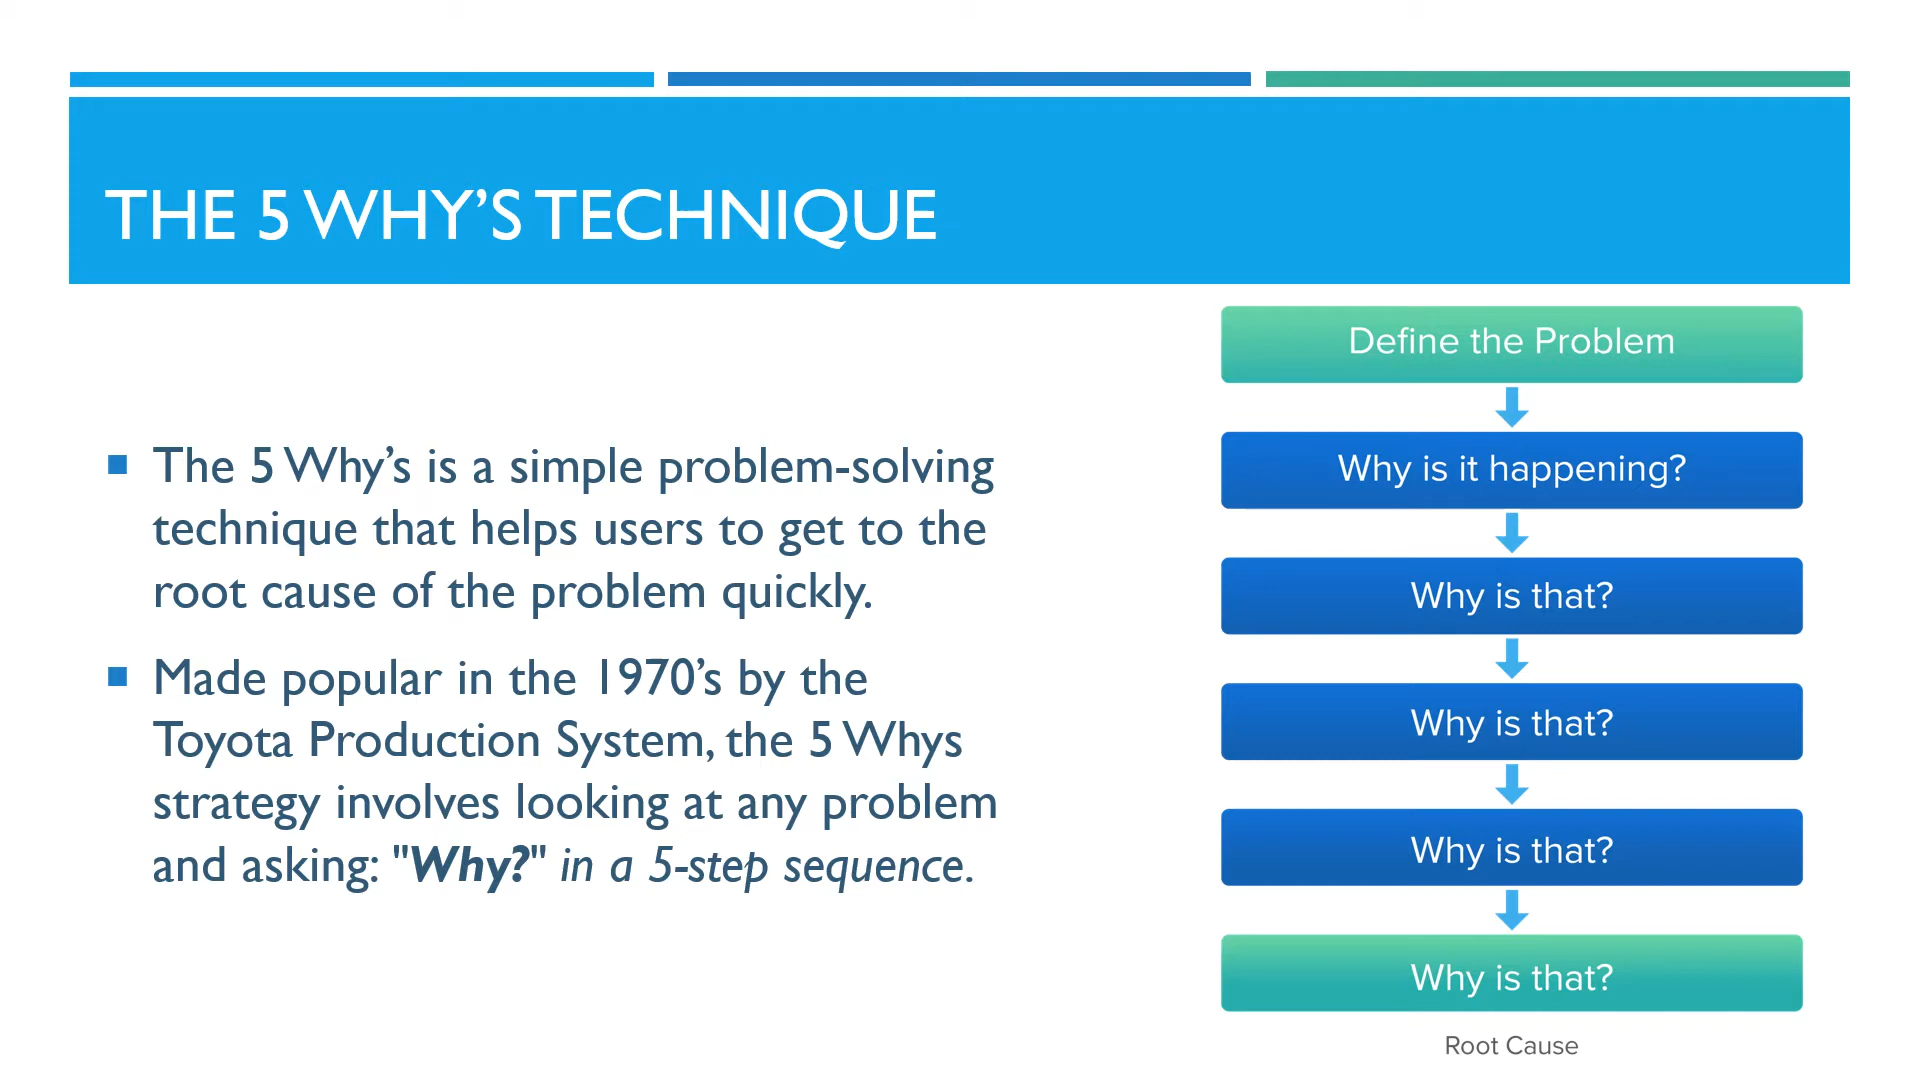 THE 5 WHY’S TECHNIQUE
The 5 Why’s is a simple problem-solving
technique that helps users to get to the
root cause of the problem quickly.
Made popular in the 1970’s by the
Toyota Production System, the 5 Whys
strategy involves looking at any problem
and asking: "Why?" in a 5-step sequence.
Define the Problem
Why is it happening?
Why is that?
Why is that?
Why is that?
Why is that?
Root Cause